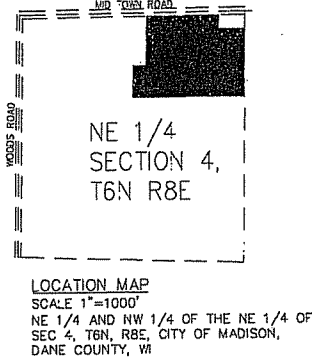 MID TOWN ROAD
WOODS ROAD
NE 1/4
SECTION 4,
T6N R8E
LOCATION MAP
SCALE 1"=1000'
NE 1/4 AND NW 1/4 OF THE NE 1/4 OF
SEC 4, T6N, R8E, CITY OF MADISON,
DANE COUNTY, WI